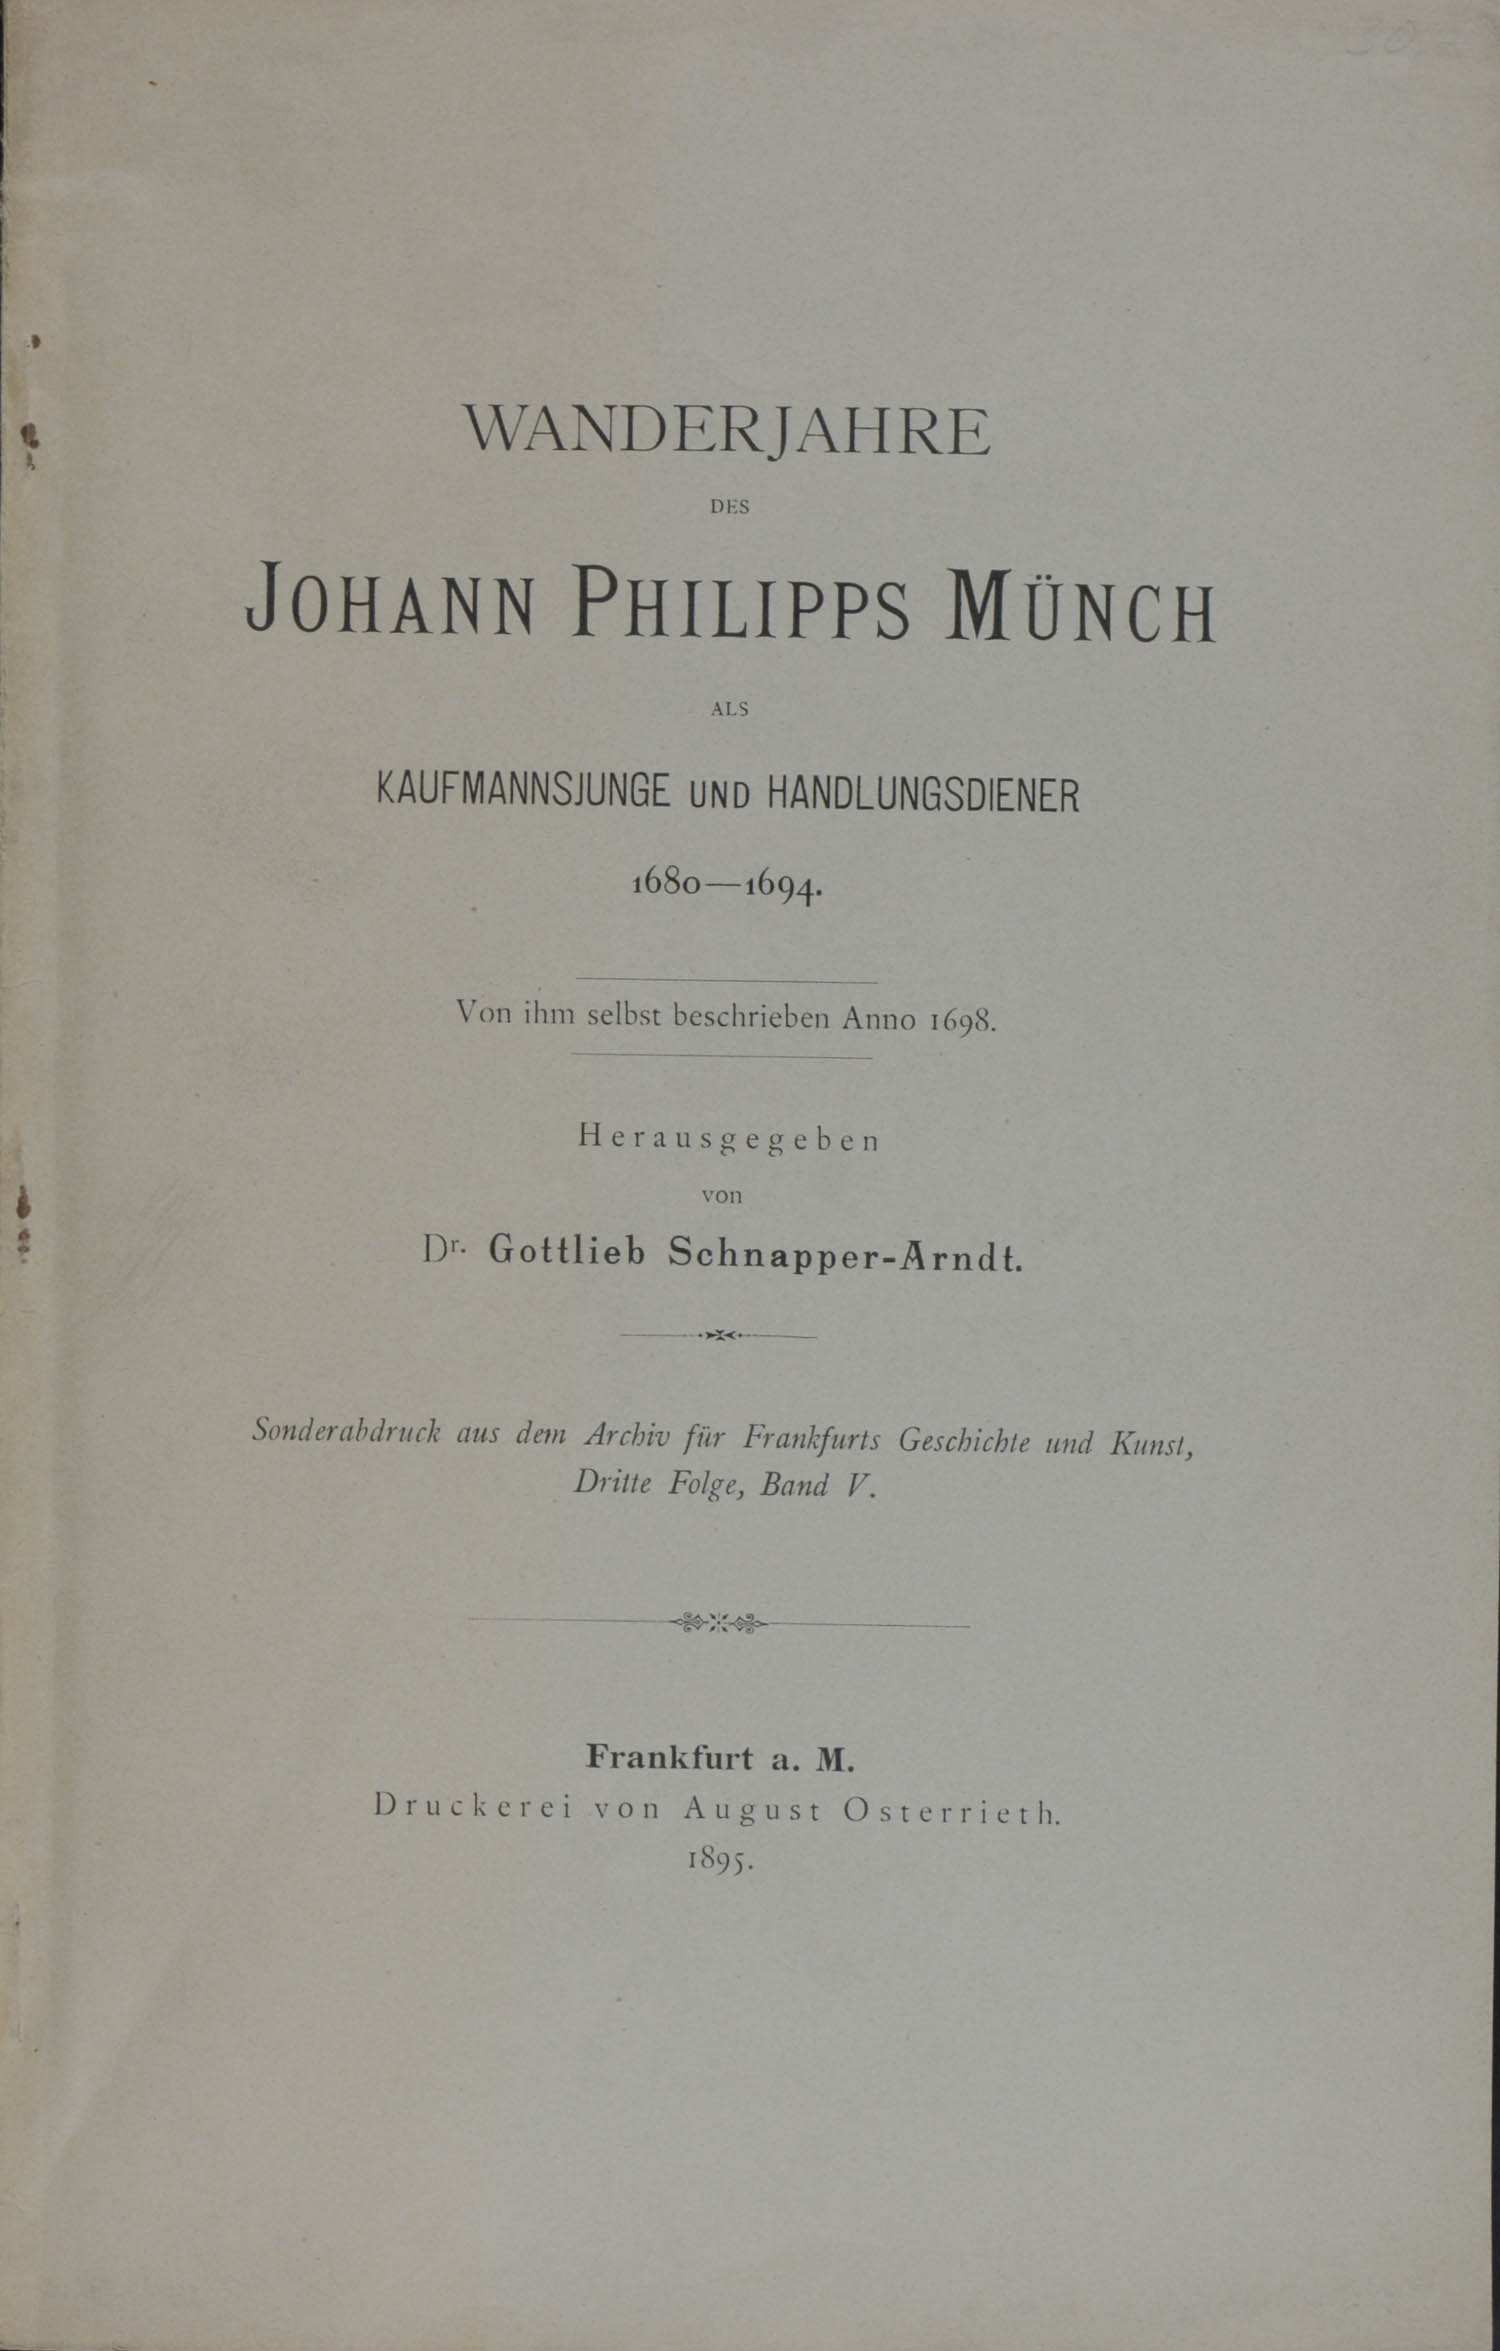 WANDERJAHRE
DES
JOHANN PHILIPPS MÜNCH
ALS
KAUFMANNSJUNGE UND HANDLUNGSDIENER
1680—1694.
Von ihm selbst beschrieben Anno 1698.
Herausgegeben
von
Dr. Gottlieb Schnapper-Arndt.
Sonderabdruck aus dem Archiv für Frankfurts Geschichte und Kunst,
Dritte Folge, Band V.
Frankfurt a. M.
Druckerei von August Osterrieth.
1895.